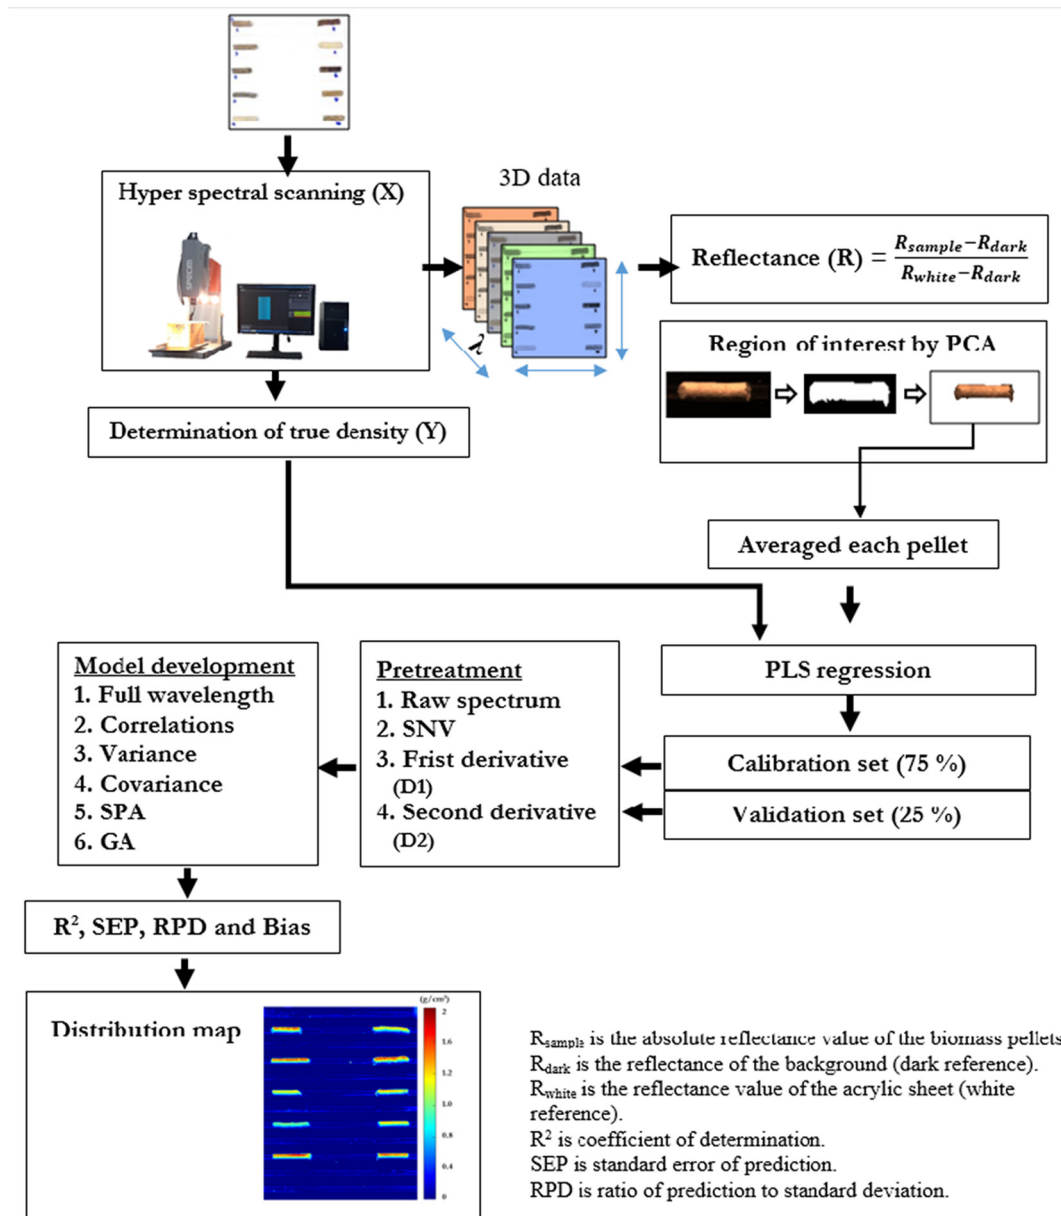 Hyper spectral scanning (X)
SPECIM
3D data
λ
Reflectance (R) = (R_sample−R_dark)/(R_white−R_dark)
Region of interest by PCA
Determination of true density (Y)
Averaged each pellet
PLS regression
Calibration set (75 %)
Validation set (25 %)
Pretreatment
1. Raw spectrum
2. SNV
3. Frist derivative
(D1)
4. Second derivative
(D2)
Model development
1. Full wavelength
2. Correlations
3. Variance
4. Covariance
5. SPA
6. GA
R², SEP, RPD and Bias
Distribution map
(g/cm³)
2
1.6
1.0
0.8
0.4
0
R_sample is the absolute reflectance value of the biomass pellets
R_dark is the reflectance of the background (dark reference).
R_white is the reflectance value of the acrylic sheet (white
reference).
R² is coefficient of determination.
SEP is standard error of prediction.
RPD is ratio of prediction to standard deviation.